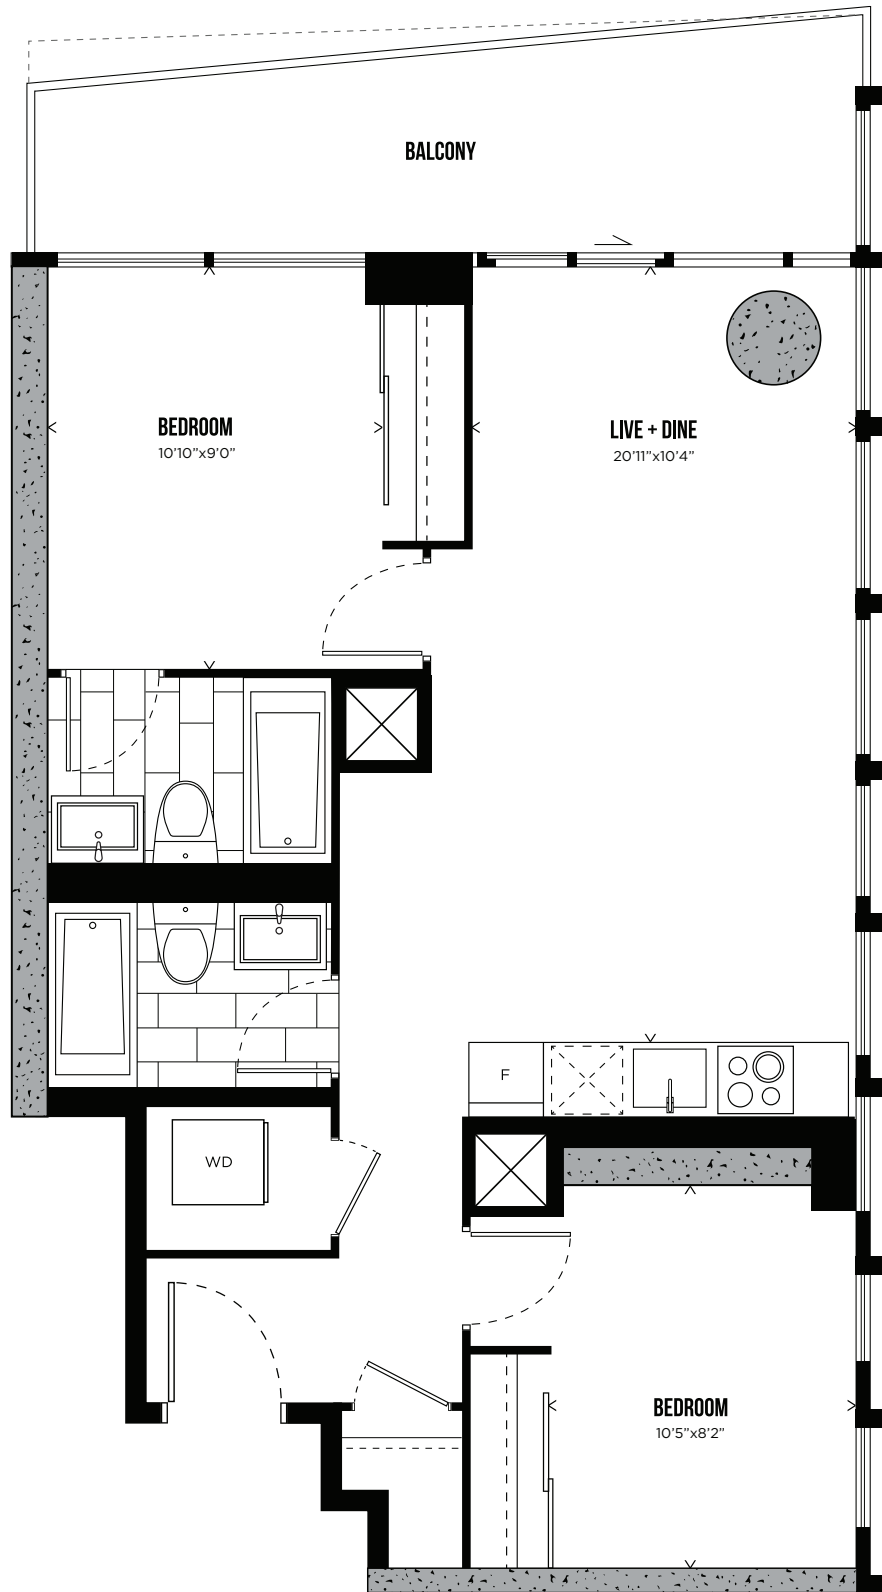 BALCONY
BEDROOM
10'10"x9'0"
LIVE + DINE
20'11"x10'4"
F
WD
BEDROOM
10'5"x8'2"